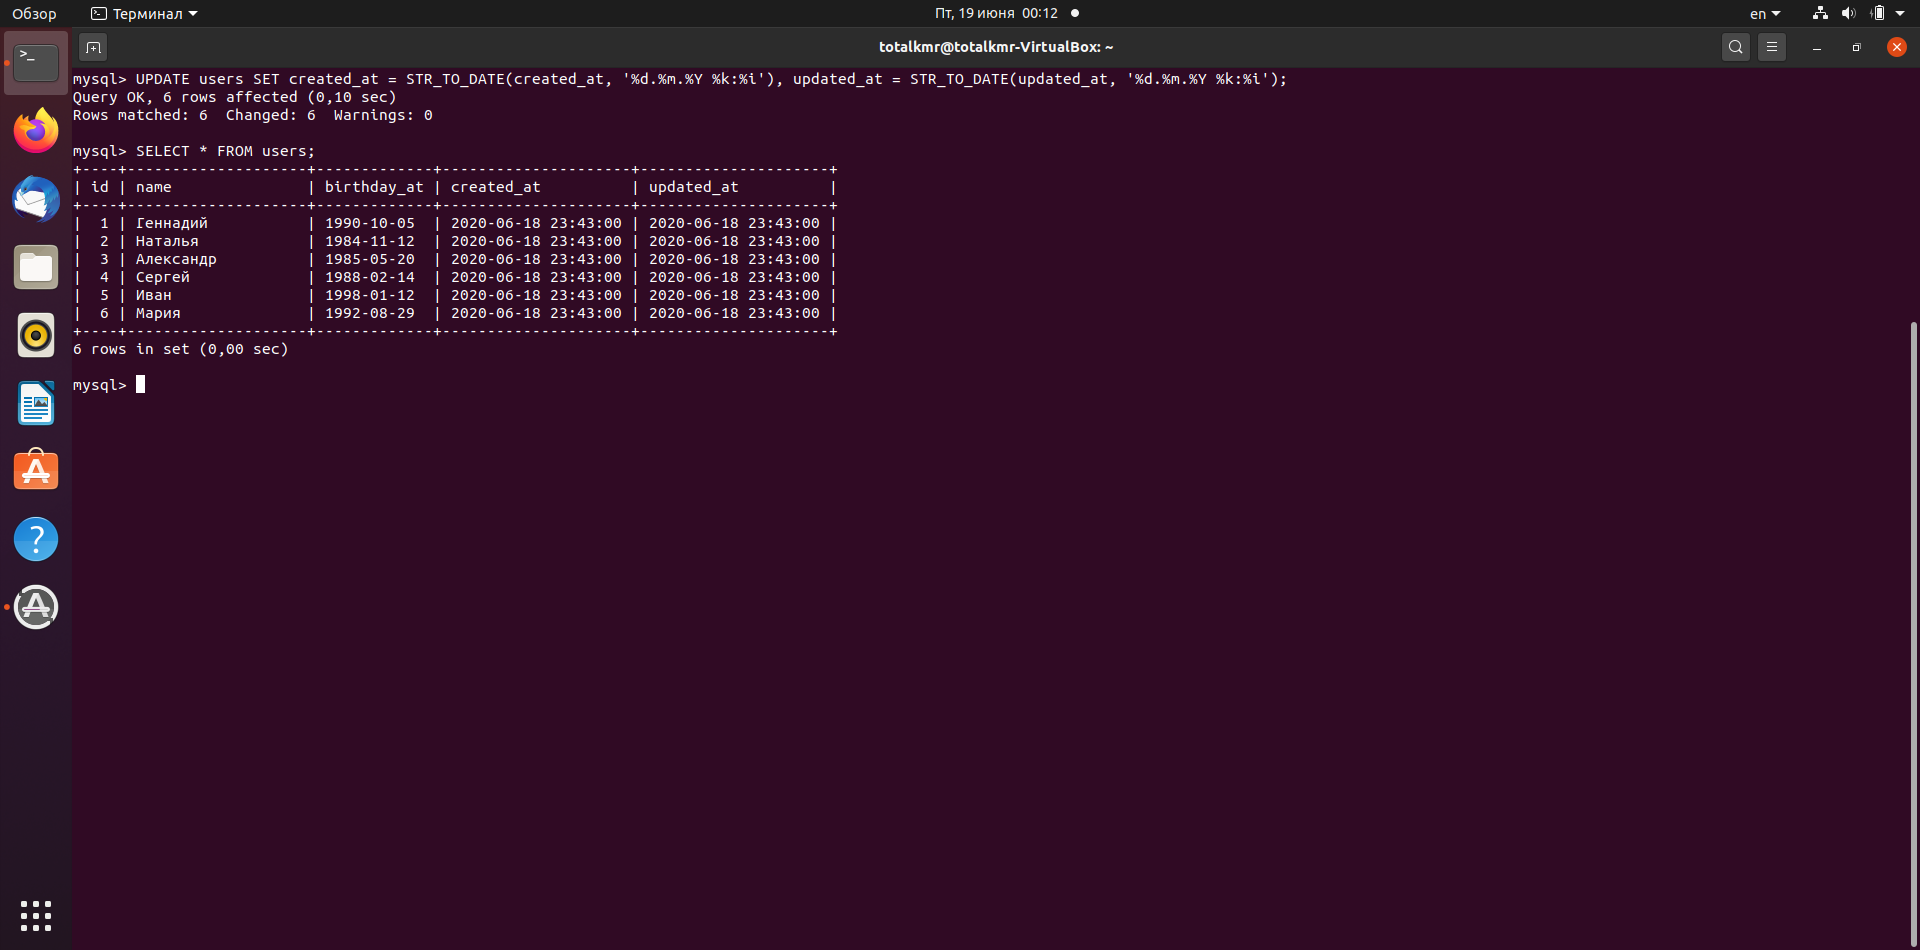 Обзор Терминал Пт, 19 июня 00:12 en
totalkmr@totalkmr-VirtualBox: ~
mysql> UPDATE users SET created_at = STR_TO_DATE(created_at, '%d.%m.%Y %k:%i'), updated_at = STR_TO_DATE(updated_at, '%d.%m.%Y %k:%i');
Query OK, 6 rows affected (0,10 sec)
Rows matched: 6  Changed: 6  Warnings: 0

mysql> SELECT * FROM users;
+----+--------------------+-------------+---------------------+---------------------+
| id | name               | birthday_at | created_at          | updated_at          |
+----+--------------------+-------------+---------------------+---------------------+
|  1 | Геннадий           | 1990-10-05  | 2020-06-18 23:43:00 | 2020-06-18 23:43:00 |
|  2 | Наталья            | 1984-11-12  | 2020-06-18 23:43:00 | 2020-06-18 23:43:00 |
|  3 | Александр          | 1985-05-20  | 2020-06-18 23:43:00 | 2020-06-18 23:43:00 |
|  4 | Сергей             | 1988-02-14  | 2020-06-18 23:43:00 | 2020-06-18 23:43:00 |
|  5 | Иван               | 1998-01-12  | 2020-06-18 23:43:00 | 2020-06-18 23:43:00 |
|  6 | Мария              | 1992-08-29  | 2020-06-18 23:43:00 | 2020-06-18 23:43:00 |
+----+--------------------+-------------+---------------------+---------------------+
6 rows in set (0,00 sec)

mysql>